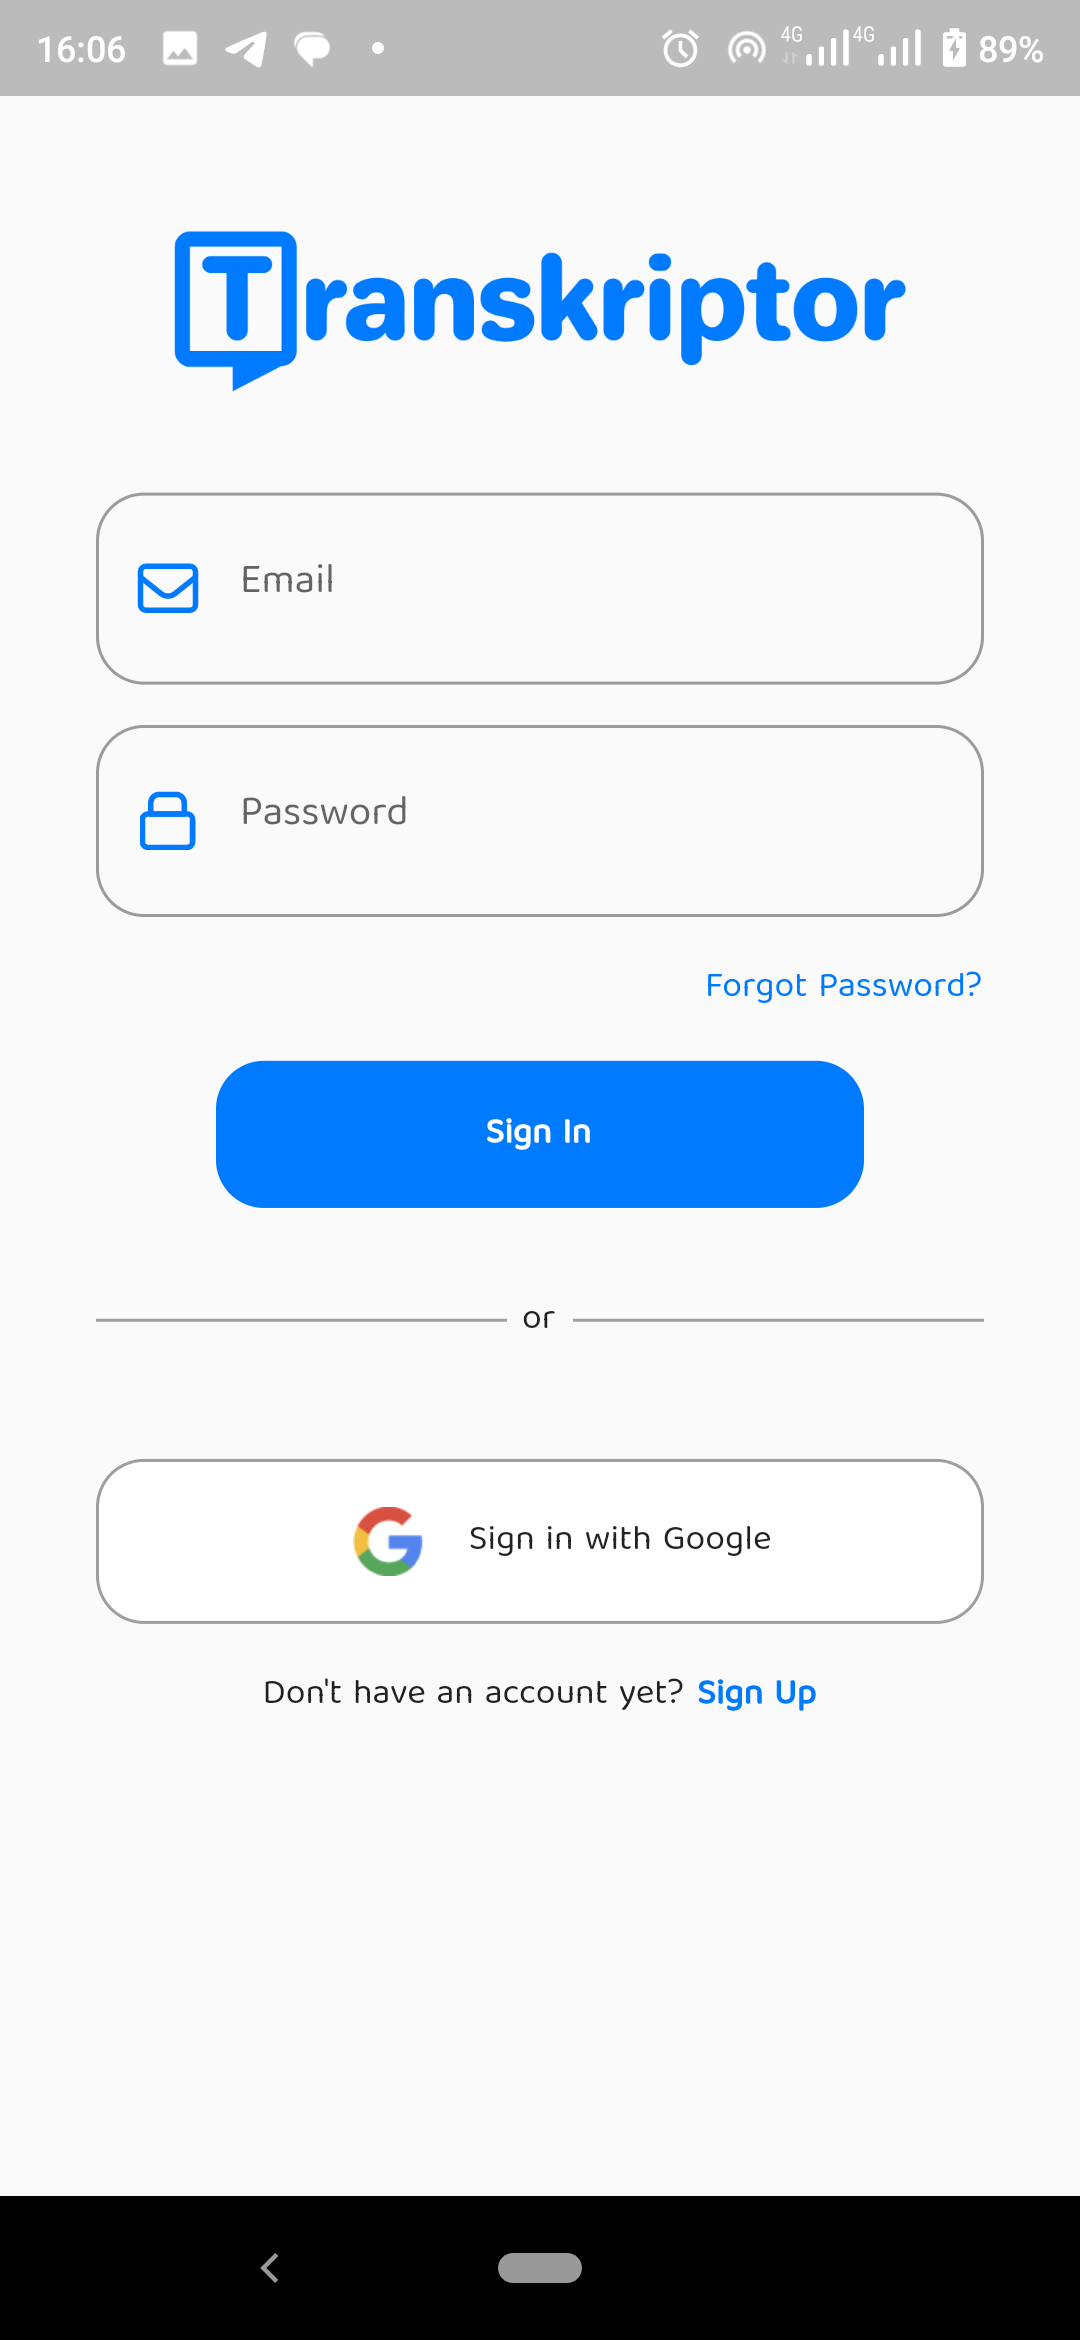 16:06 4G 4G 89%
Transkriptor
Email
Password
Forgot Password?
Sign In
or
Sign in with Google
Don't have an account yet? Sign Up